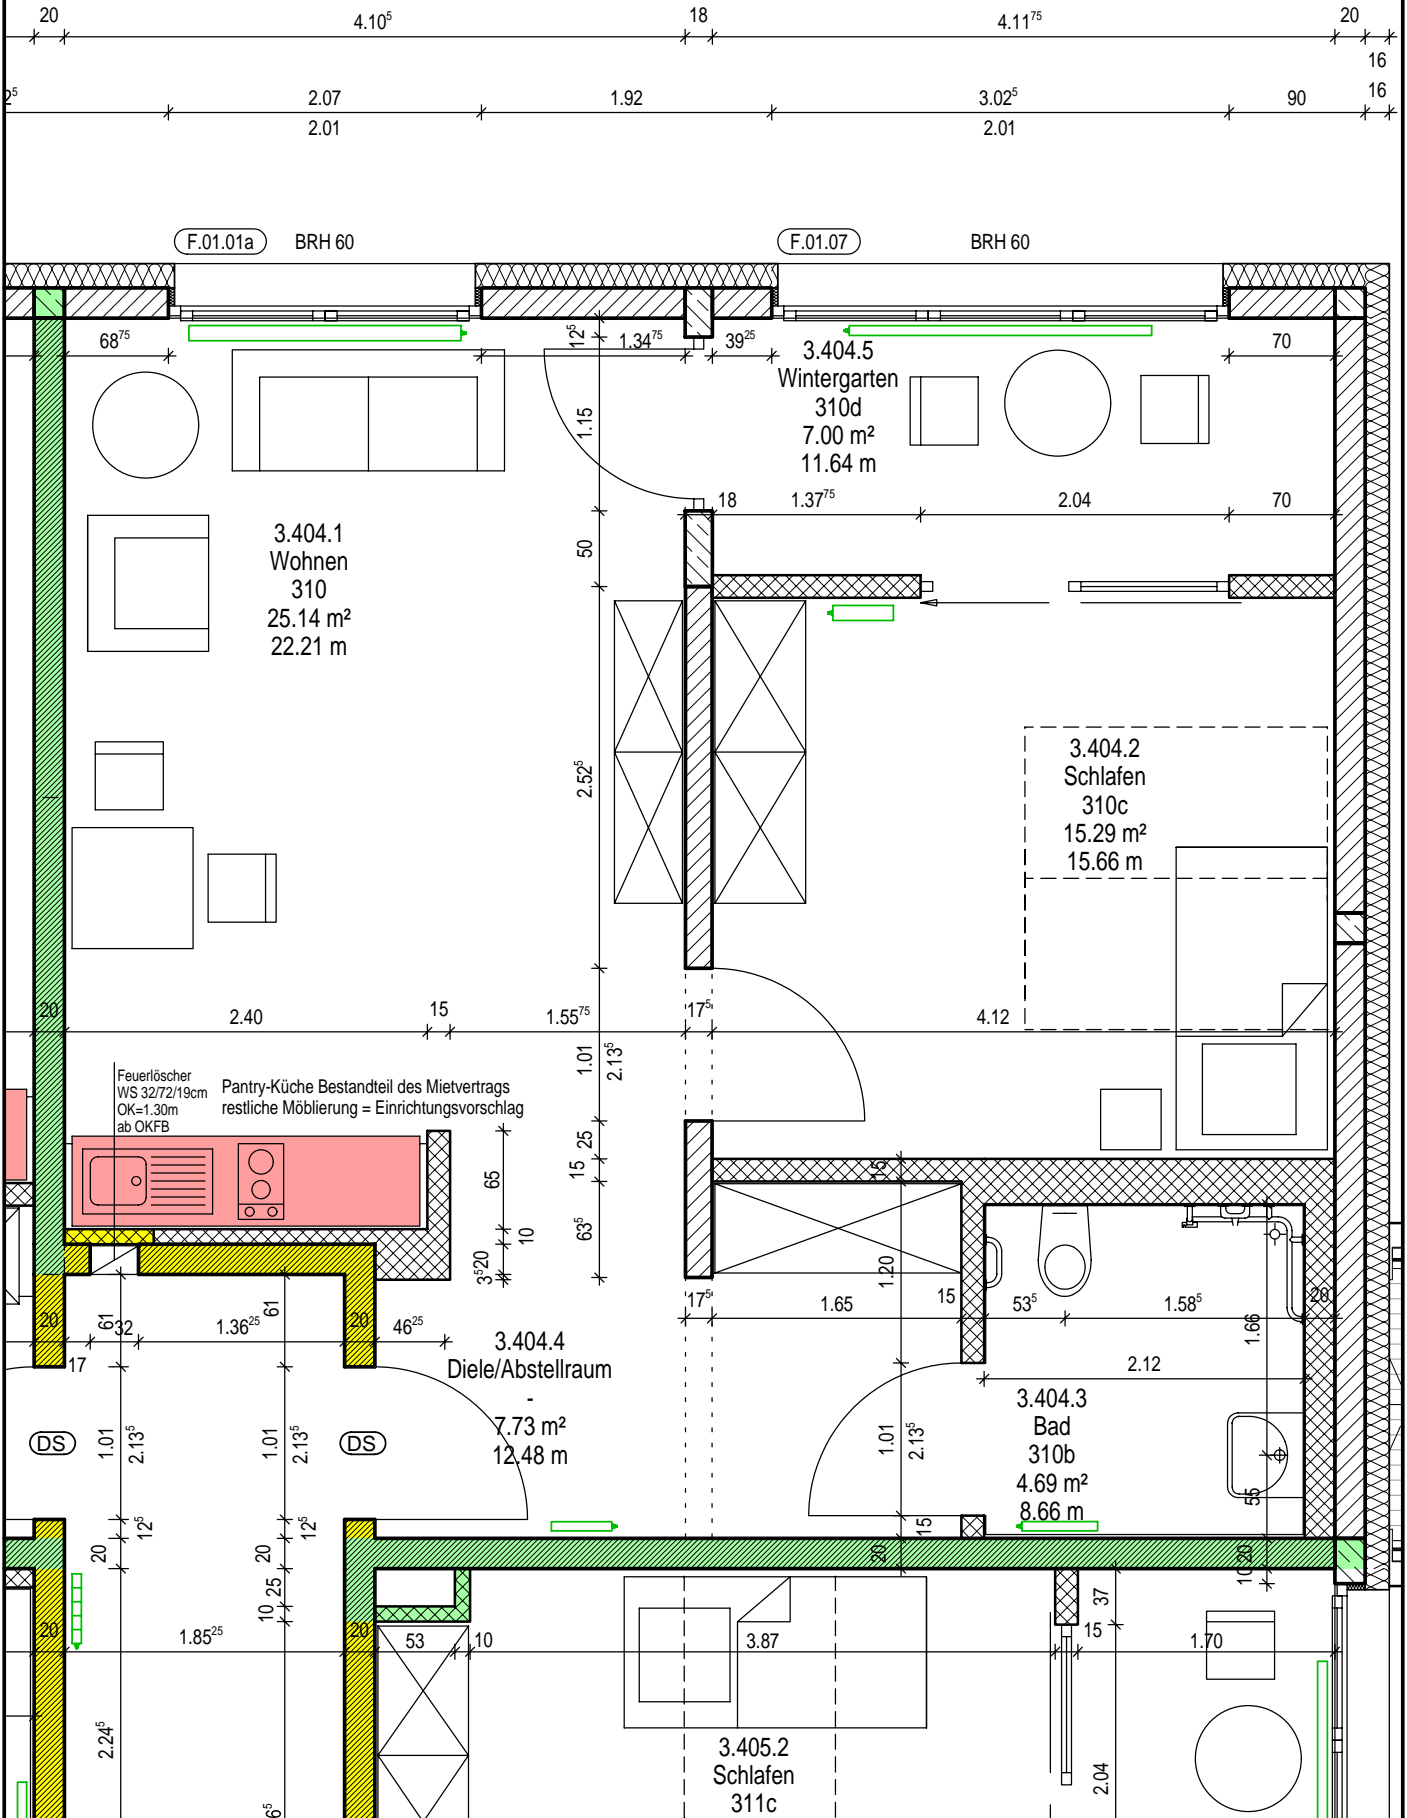 20 4.10⁵ 18 4.11⁷⁵ 20
16
2⁵ 2.07 1.92 3.02⁵ 90 16
2.01 2.01
F.01.01a BRH 60 F.01.07 BRH 60
68⁷⁵ 12⁵ 1.34⁷⁵ 39²⁵ 70
3.404.5
Wintergarten
310d
7.00 m²
11.64 m
1.15
18 1.37⁷⁵ 2.04 70
50
3.404.1
Wohnen
310
25.14 m²
22.21 m
2.52⁵
3.404.2
Schlafen
310c
15.29 m²
15.66 m
20 2.40 15 1.55⁷⁵ 17⁵ 4.12
1.01
2.13⁵
Feuerlöscher
WS 32/72/19cm
OK=1.30m
ab OKFB
Pantry-Küche Bestandteil des Mietvertrags
restliche Möblierung = Einrichtungsvorschlag
25
15
63⁵
65
10
20
3⁵
15
1.20
17⁵ 1.65 15 53⁵ 1.58⁵ 20
1.66
2.12
20 61 32 1.36²⁵ 61 20 46²⁵
17
3.404.4
Diele/Abstellraum
-
7.73 m²
12.48 m
3.404.3
Bad
310b
4.69 m²
8.66 m
DS 1.01 2.13⁵ 1.01 2.13⁵ DS
1.01 2.13⁵
55
12⁵ 12⁵ 15
20 20 20 20
25
10
10
37
20 1.85²⁵ 20 53 10 3.87 15 1.70
2.24⁵
6⁵
2.04
3.405.2
Schlafen
311c